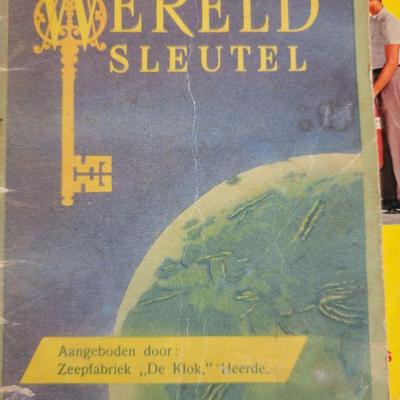 WERELD
SLEUTEL
Aangeboden door:
Zeepfabriek „De Klok,” Heerde.